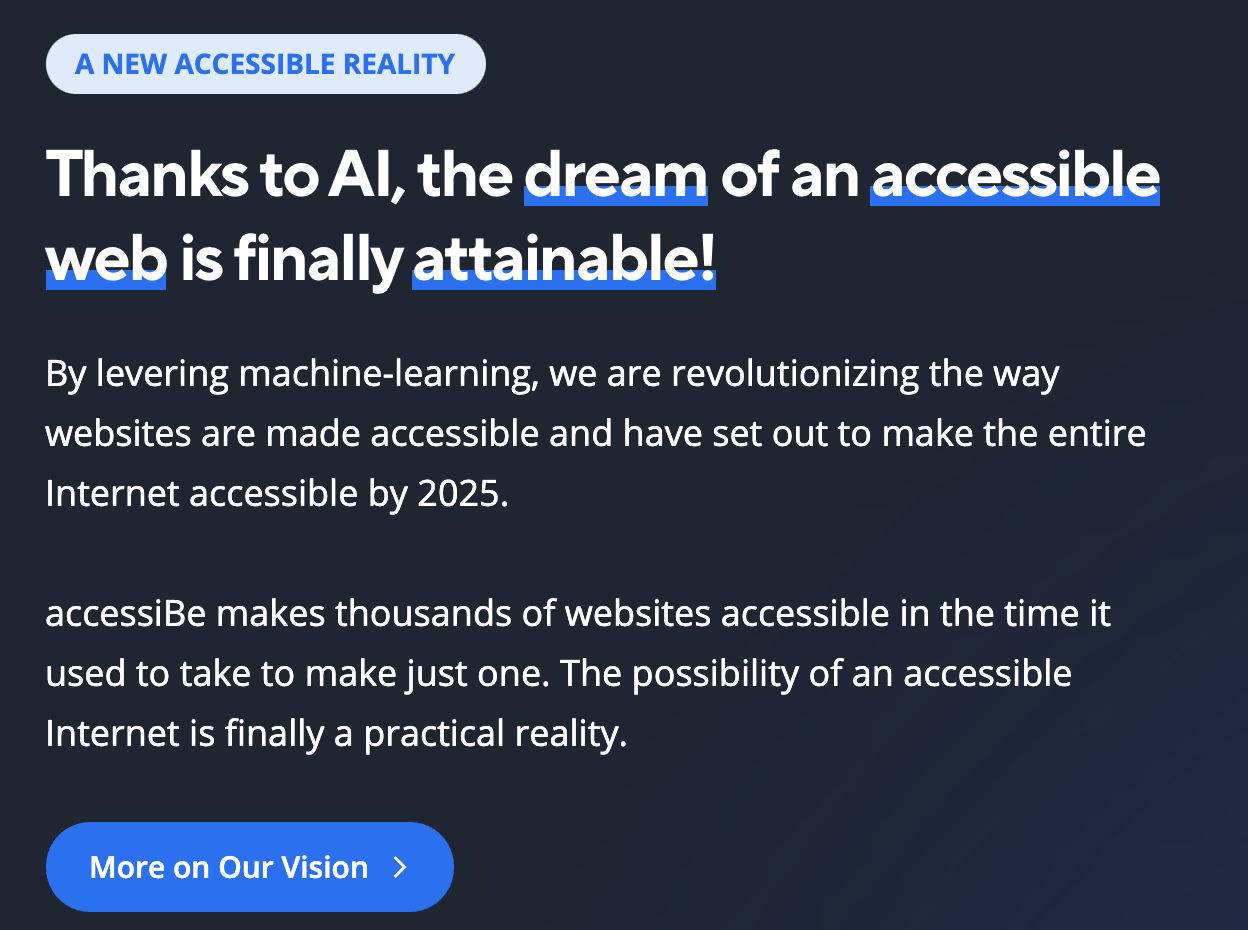 A NEW ACCESSIBLE REALITY
Thanks to AI, the dream of an accessible
web is finally attainable!
By levering machine-learning, we are revolutionizing the way
websites are made accessible and have set out to make the entire
Internet accessible by 2025.
accessiBe makes thousands of websites accessible in the time it
used to take to make just one. The possibility of an accessible
Internet is finally a practical reality.
More on Our Vision